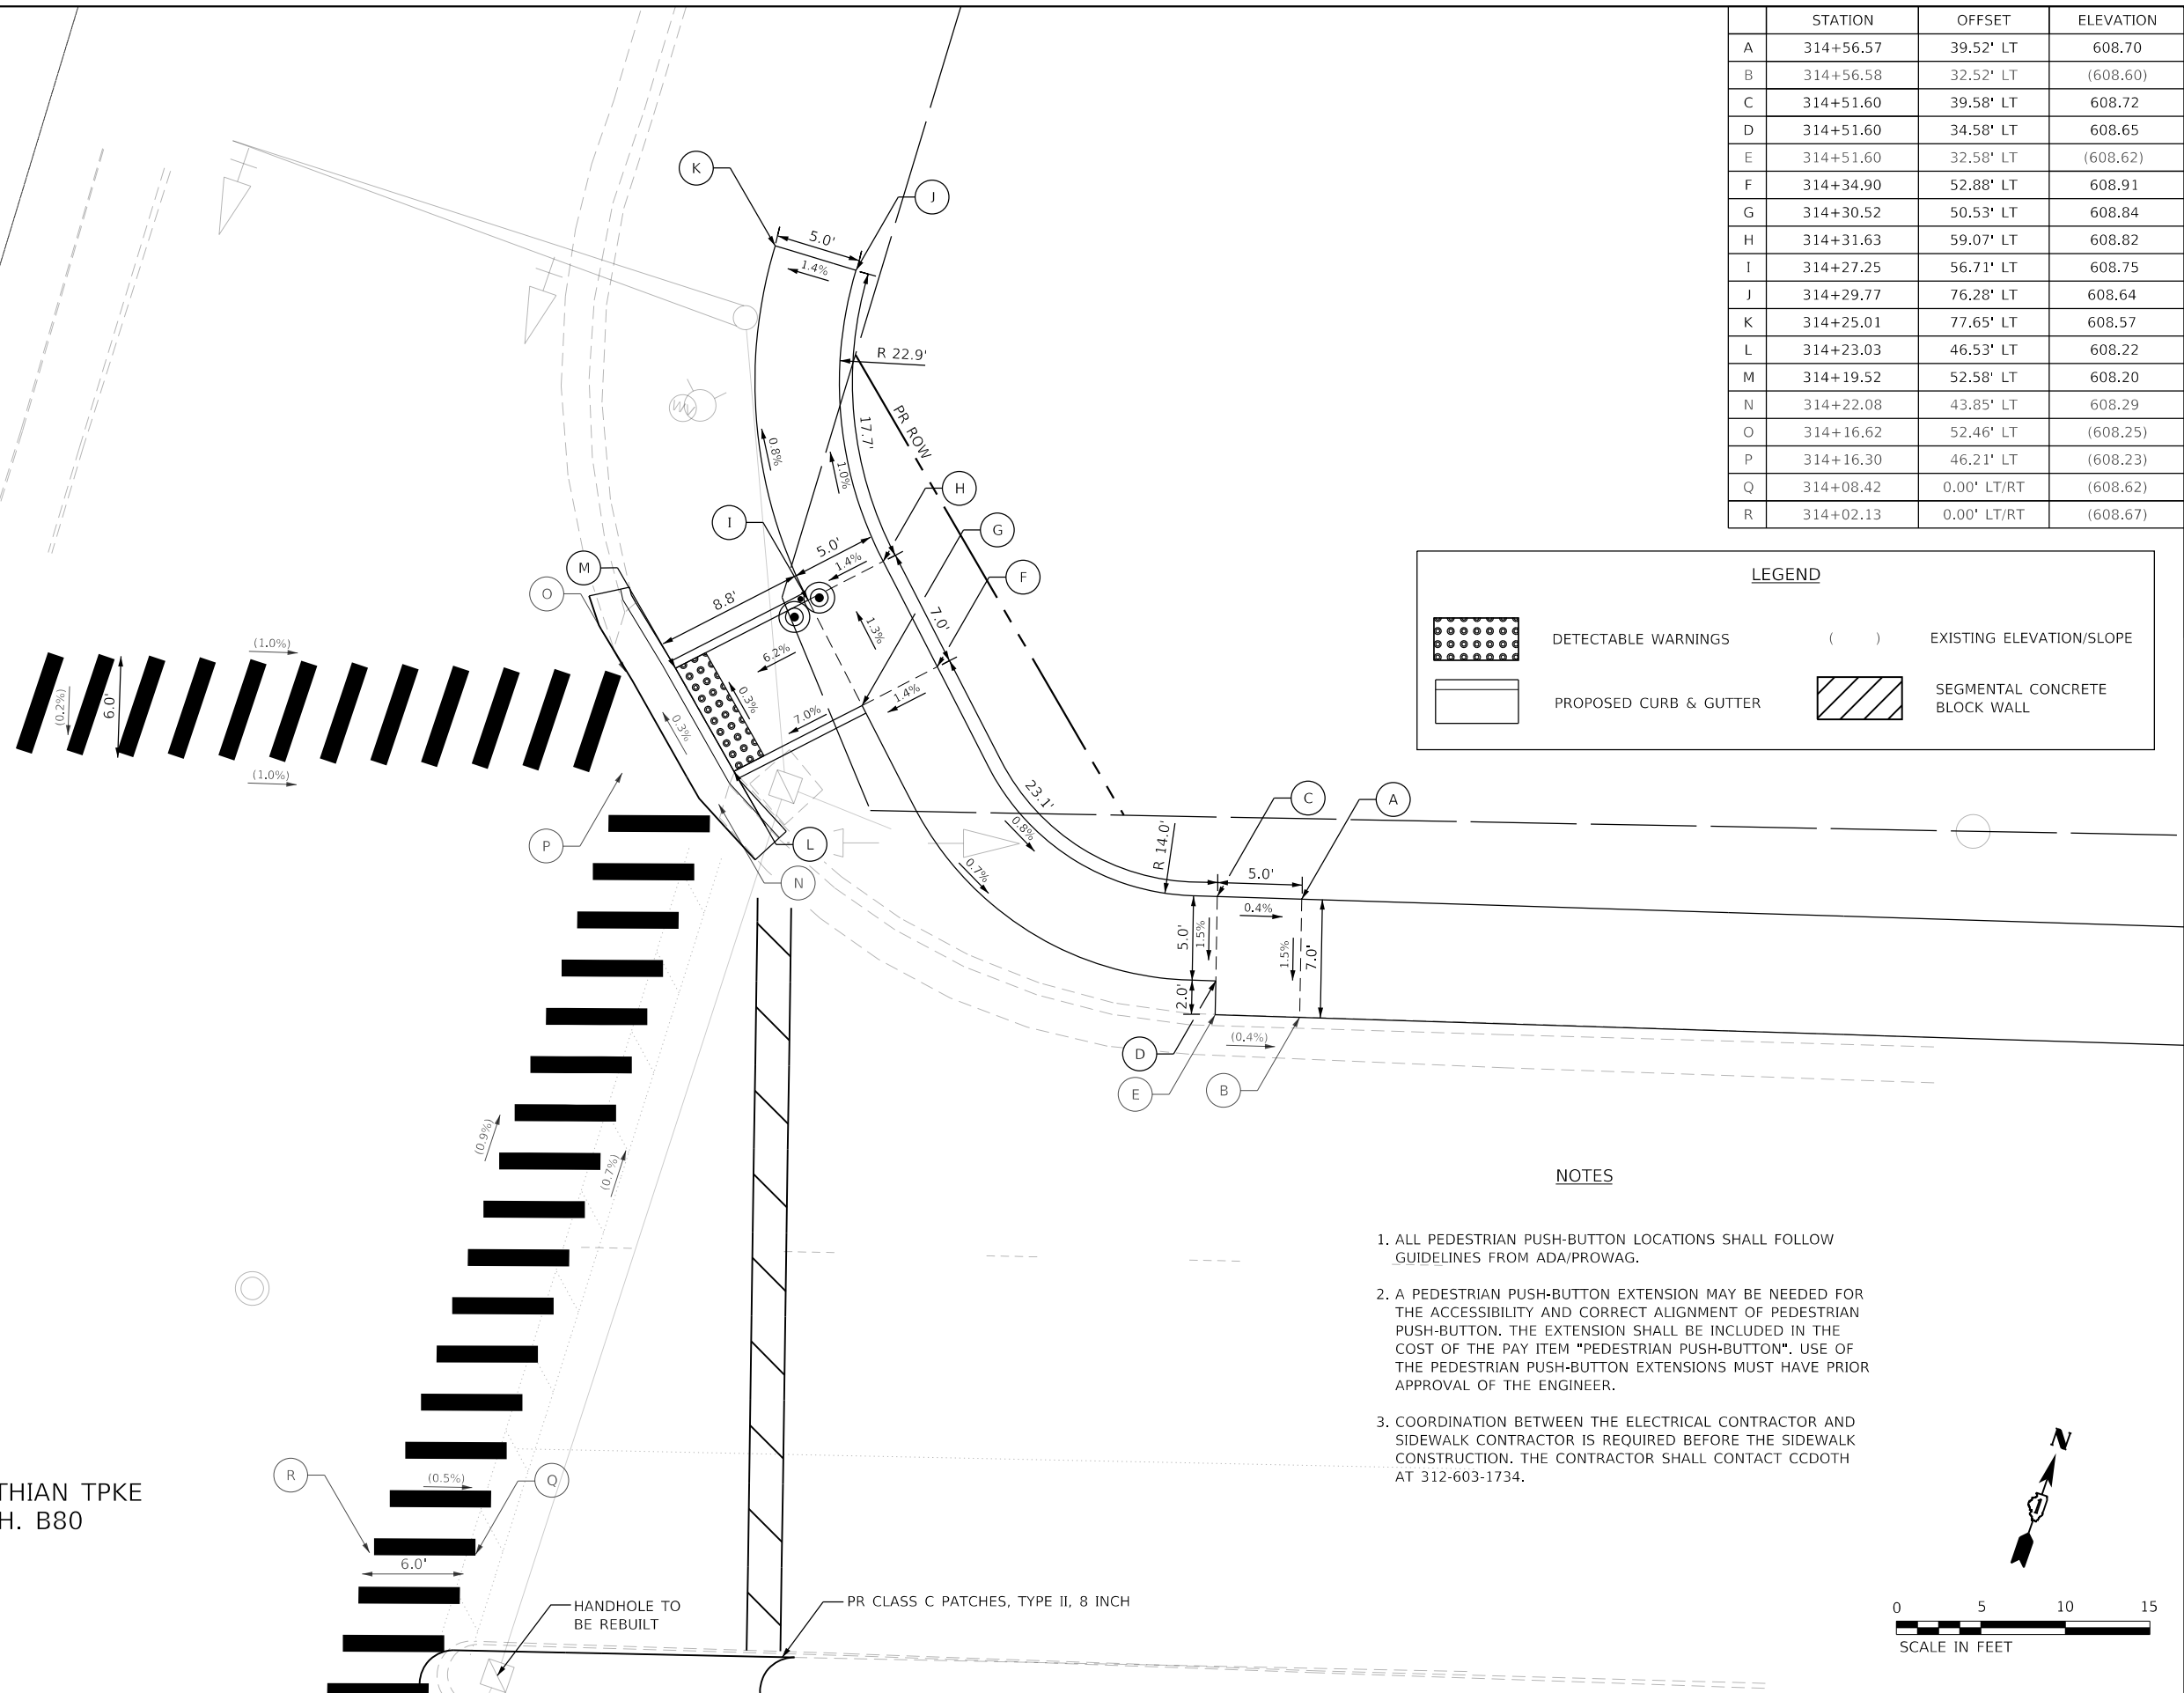 STATION OFFSET ELEVATION
A 314+56.57 39.52' LT 608.70
B 314+56.58 32.52' LT (608.60)
C 314+51.60 39.58' LT 608.72
D 314+51.60 34.58' LT 608.65
E 314+51.60 32.58' LT (608.62)
F 314+34.90 52.88' LT 608.91
G 314+30.52 50.53' LT 608.84
H 314+31.63 59.07' LT 608.82
I 314+27.25 56.71' LT 608.75
J 314+29.77 76.28' LT 608.64
K 314+25.01 77.65' LT 608.57
L 314+23.03 46.53' LT 608.22
M 314+19.52 52.58' LT 608.20
N 314+22.08 43.85' LT 608.29
O 314+16.62 52.46' LT (608.25)
P 314+16.30 46.21' LT (608.23)
Q 314+08.42 0.00' LT/RT (608.62)
R 314+02.13 0.00' LT/RT (608.67)
LEGEND
DETECTABLE WARNINGS
( ) EXISTING ELEVATION/SLOPE
PROPOSED CURB & GUTTER
SEGMENTAL CONCRETE
BLOCK WALL
K
J
5.0'
1.4%
R 22.9'
WV
17.7'
PR ROW
0.8%
1.0%
H
I
G
5.0'
1.4%
F
M
O
8.8'
7.0'
1.3%
6.2%
0.3%
1.4%
7.0%
0.3%
(1.0%)
(0.2%)
6.0'
(1.0%)
P
L
N
23.1'
0.8%
0.7%
R 14.0'
C
A
5.0'
0.4%
5.0'
1.5%
1.5%
7.0'
2.0'
(0.4%)
D
E
B
(0.9%)
(0.7%)
R
Q
(0.5%)
6.0'
THIAN TPKE
H. B80
HANDHOLE TO
BE REBUILT
PR CLASS C PATCHES, TYPE II, 8 INCH
NOTES
1. ALL PEDESTRIAN PUSH-BUTTON LOCATIONS SHALL FOLLOW
GUIDELINES FROM ADA/PROWAG.
2. A PEDESTRIAN PUSH-BUTTON EXTENSION MAY BE NEEDED FOR
THE ACCESSIBILITY AND CORRECT ALIGNMENT OF PEDESTRIAN
PUSH-BUTTON. THE EXTENSION SHALL BE INCLUDED IN THE
COST OF THE PAY ITEM "PEDESTRIAN PUSH-BUTTON". USE OF
THE PEDESTRIAN PUSH-BUTTON EXTENSIONS MUST HAVE PRIOR
APPROVAL OF THE ENGINEER.
3. COORDINATION BETWEEN THE ELECTRICAL CONTRACTOR AND
SIDEWALK CONTRACTOR IS REQUIRED BEFORE THE SIDEWALK
CONSTRUCTION. THE CONTRACTOR SHALL CONTACT CCDOTH
AT 312-603-1734.
N
1
0 5 10 15
SCALE IN FEET